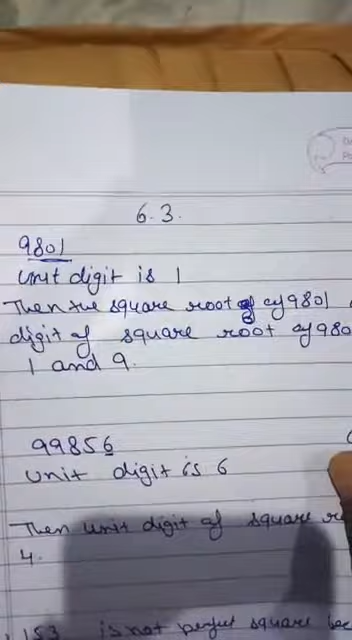 6.3.
9801
Unit digit is 1
Then the square root of of 9801
digit of square root of 980
1 and 9.
99856
Unit digit is 6
Then unit digit of square
4.
153 is not perfect square